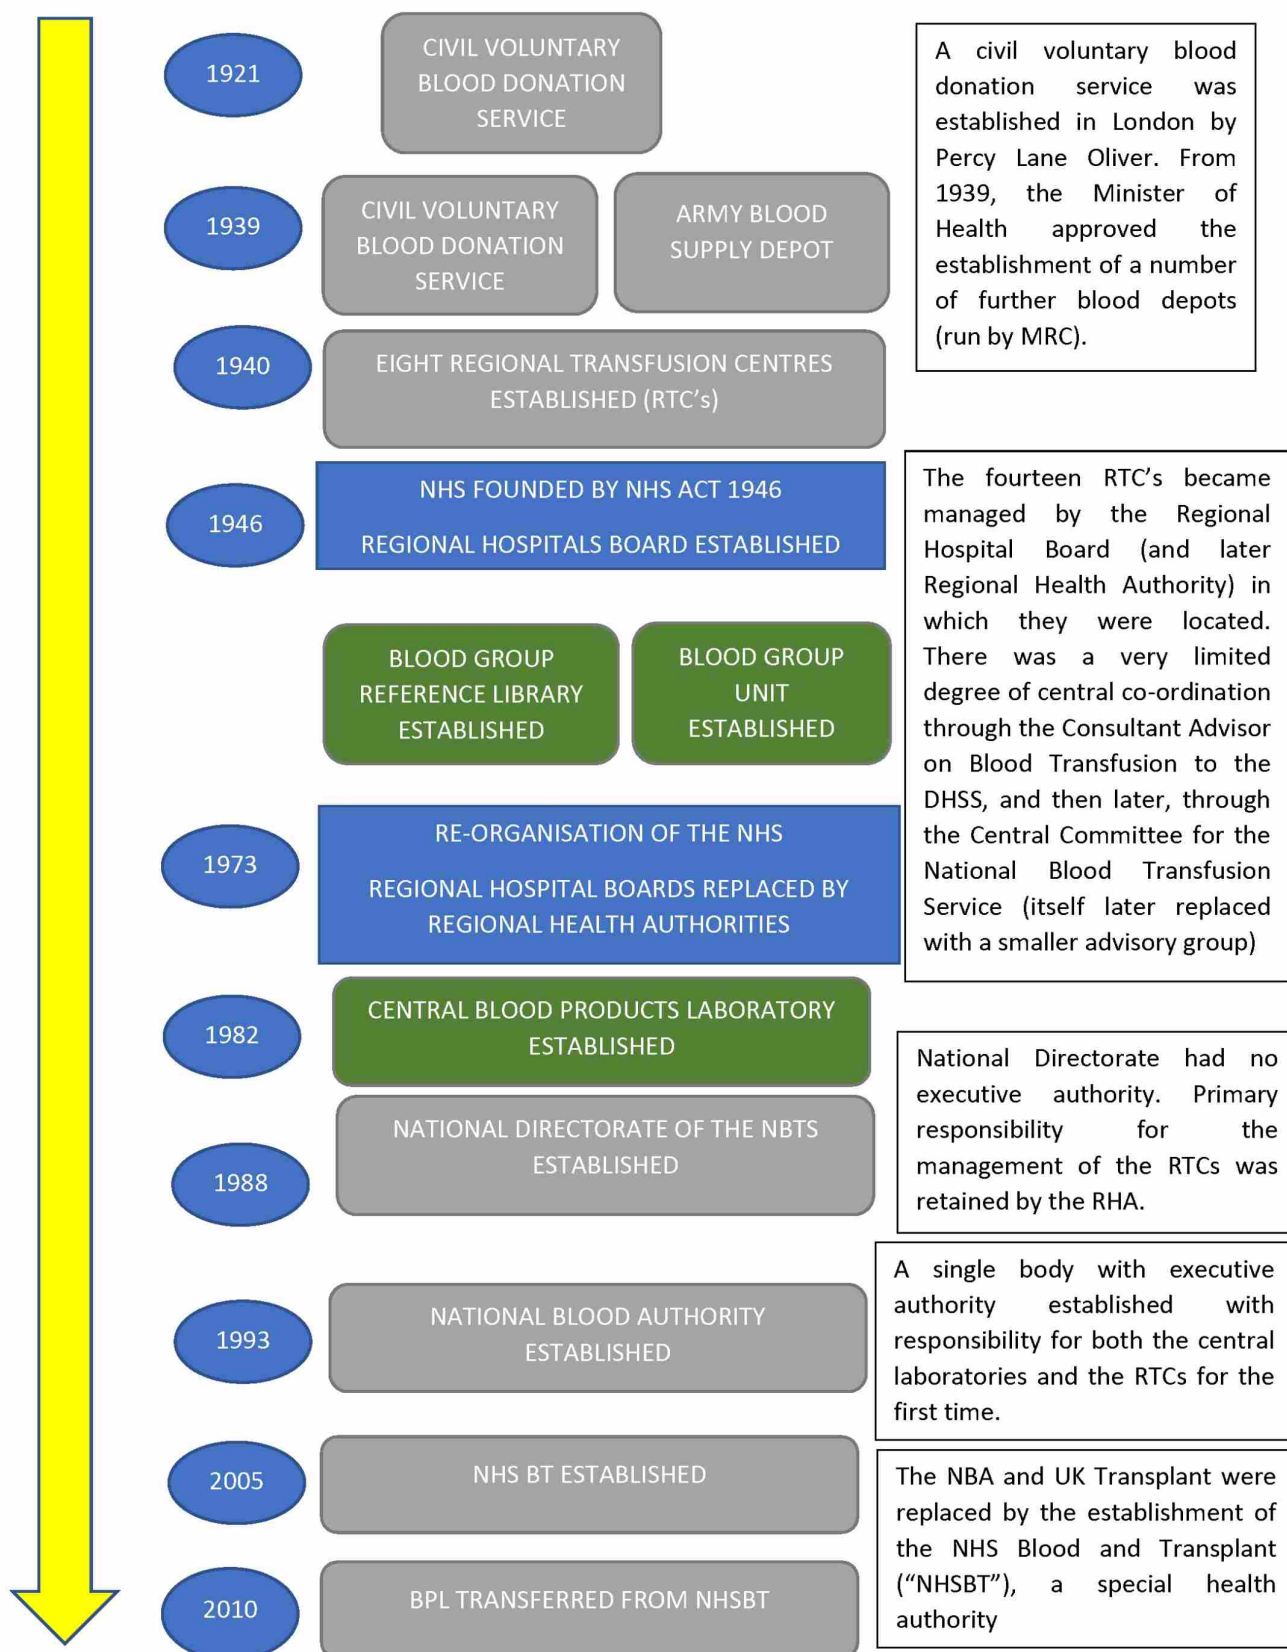 1921
CIVIL VOLUNTARY
BLOOD DONATION
SERVICE
A civil voluntary blood
donation service was
established in London by
Percy Lane Oliver. From
1939, the Minister of
Health approved the
establishment of a number
of further blood depots
(run by MRC).
1939
CIVIL VOLUNTARY
BLOOD DONATION
SERVICE
ARMY BLOOD
SUPPLY DEPOT
1940
EIGHT REGIONAL TRANSFUSION CENTRES
ESTABLISHED (RTC's)
1946
NHS FOUNDED BY NHS ACT 1946
REGIONAL HOSPITALS BOARD ESTABLISHED
The fourteen RTC's became
managed by the Regional
Hospital Board (and later
Regional Health Authority) in
which they were located.
There was a very limited
degree of central co-ordination
through the Consultant Advisor
on Blood Transfusion to the
DHSS, and then later, through
the Central Committee for the
National Blood Transfusion
Service (itself later replaced
with a smaller advisory group)
BLOOD GROUP
REFERENCE LIBRARY
ESTABLISHED
BLOOD GROUP
UNIT
ESTABLISHED
1973
RE-ORGANISATION OF THE NHS
REGIONAL HOSPITAL BOARDS REPLACED BY
REGIONAL HEALTH AUTHORITIES
1982
CENTRAL BLOOD PRODUCTS LABORATORY
ESTABLISHED
1988
NATIONAL DIRECTORATE OF THE NBTS
ESTABLISHED
National Directorate had no
executive authority. Primary
responsibility for the
management of the RTCs was
retained by the RHA.
1993
NATIONAL BLOOD AUTHORITY
ESTABLISHED
A single body with executive
authority established with
responsibility for both the central
laboratories and the RTCs for the
first time.
2005
NHS BT ESTABLISHED
The NBA and UK Transplant were
replaced by the establishment of
the NHS Blood and Transplant
(“NHSBT”), a special health
authority
2010
BPL TRANSFERRED FROM NHSBT